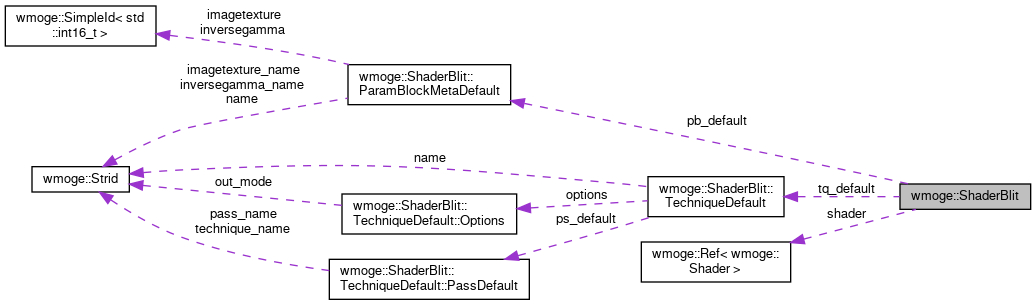 wmoge::SimpleId< std
::int16_t >
imagetexture
inversegamma
imagetexture_name
inversegamma_name
name
wmoge::ShaderBlit::
ParamBlockMetaDefault
pb_default
wmoge::Strid
name
out_mode
wmoge::ShaderBlit::
TechniqueDefault::Options
options
wmoge::ShaderBlit::
TechniqueDefault
tq_default
wmoge::ShaderBlit
pass_name
technique_name
ps_default
shader
wmoge::ShaderBlit::
TechniqueDefault::PassDefault
wmoge::Ref< wmoge::
Shader >